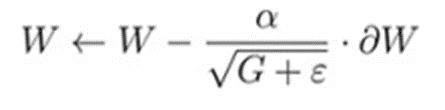 W ← W − α / √(G + ε) · ∂W